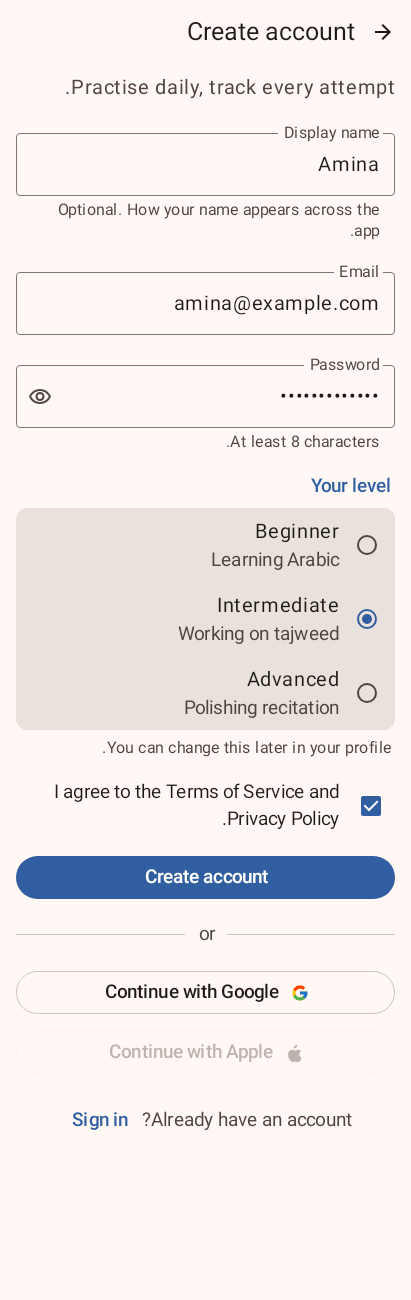 Create account
Practise daily, track every attempt.
Display name
Amina
Optional. How your name appears across the
app.
Email
amina@example.com
Password
•••••••••••••
At least 8 characters.
Your level
Beginner
Learning Arabic
Intermediate
Working on tajweed
Advanced
Polishing recitation
You can change this later in your profile.
I agree to the Terms of Service and
Privacy Policy.
Create account
or
Continue with Google
Continue with Apple
Already have an account? Sign in